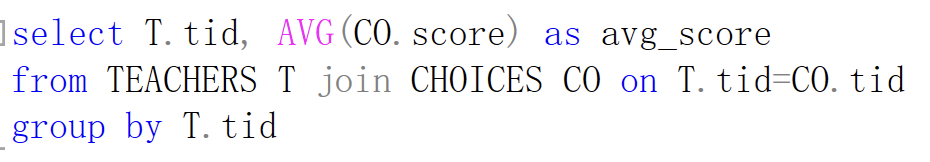 select T.tid, AVG(CO.score) as avg_score
from TEACHERS T join CHOICES CO on T.tid=CO.tid
group by T.tid